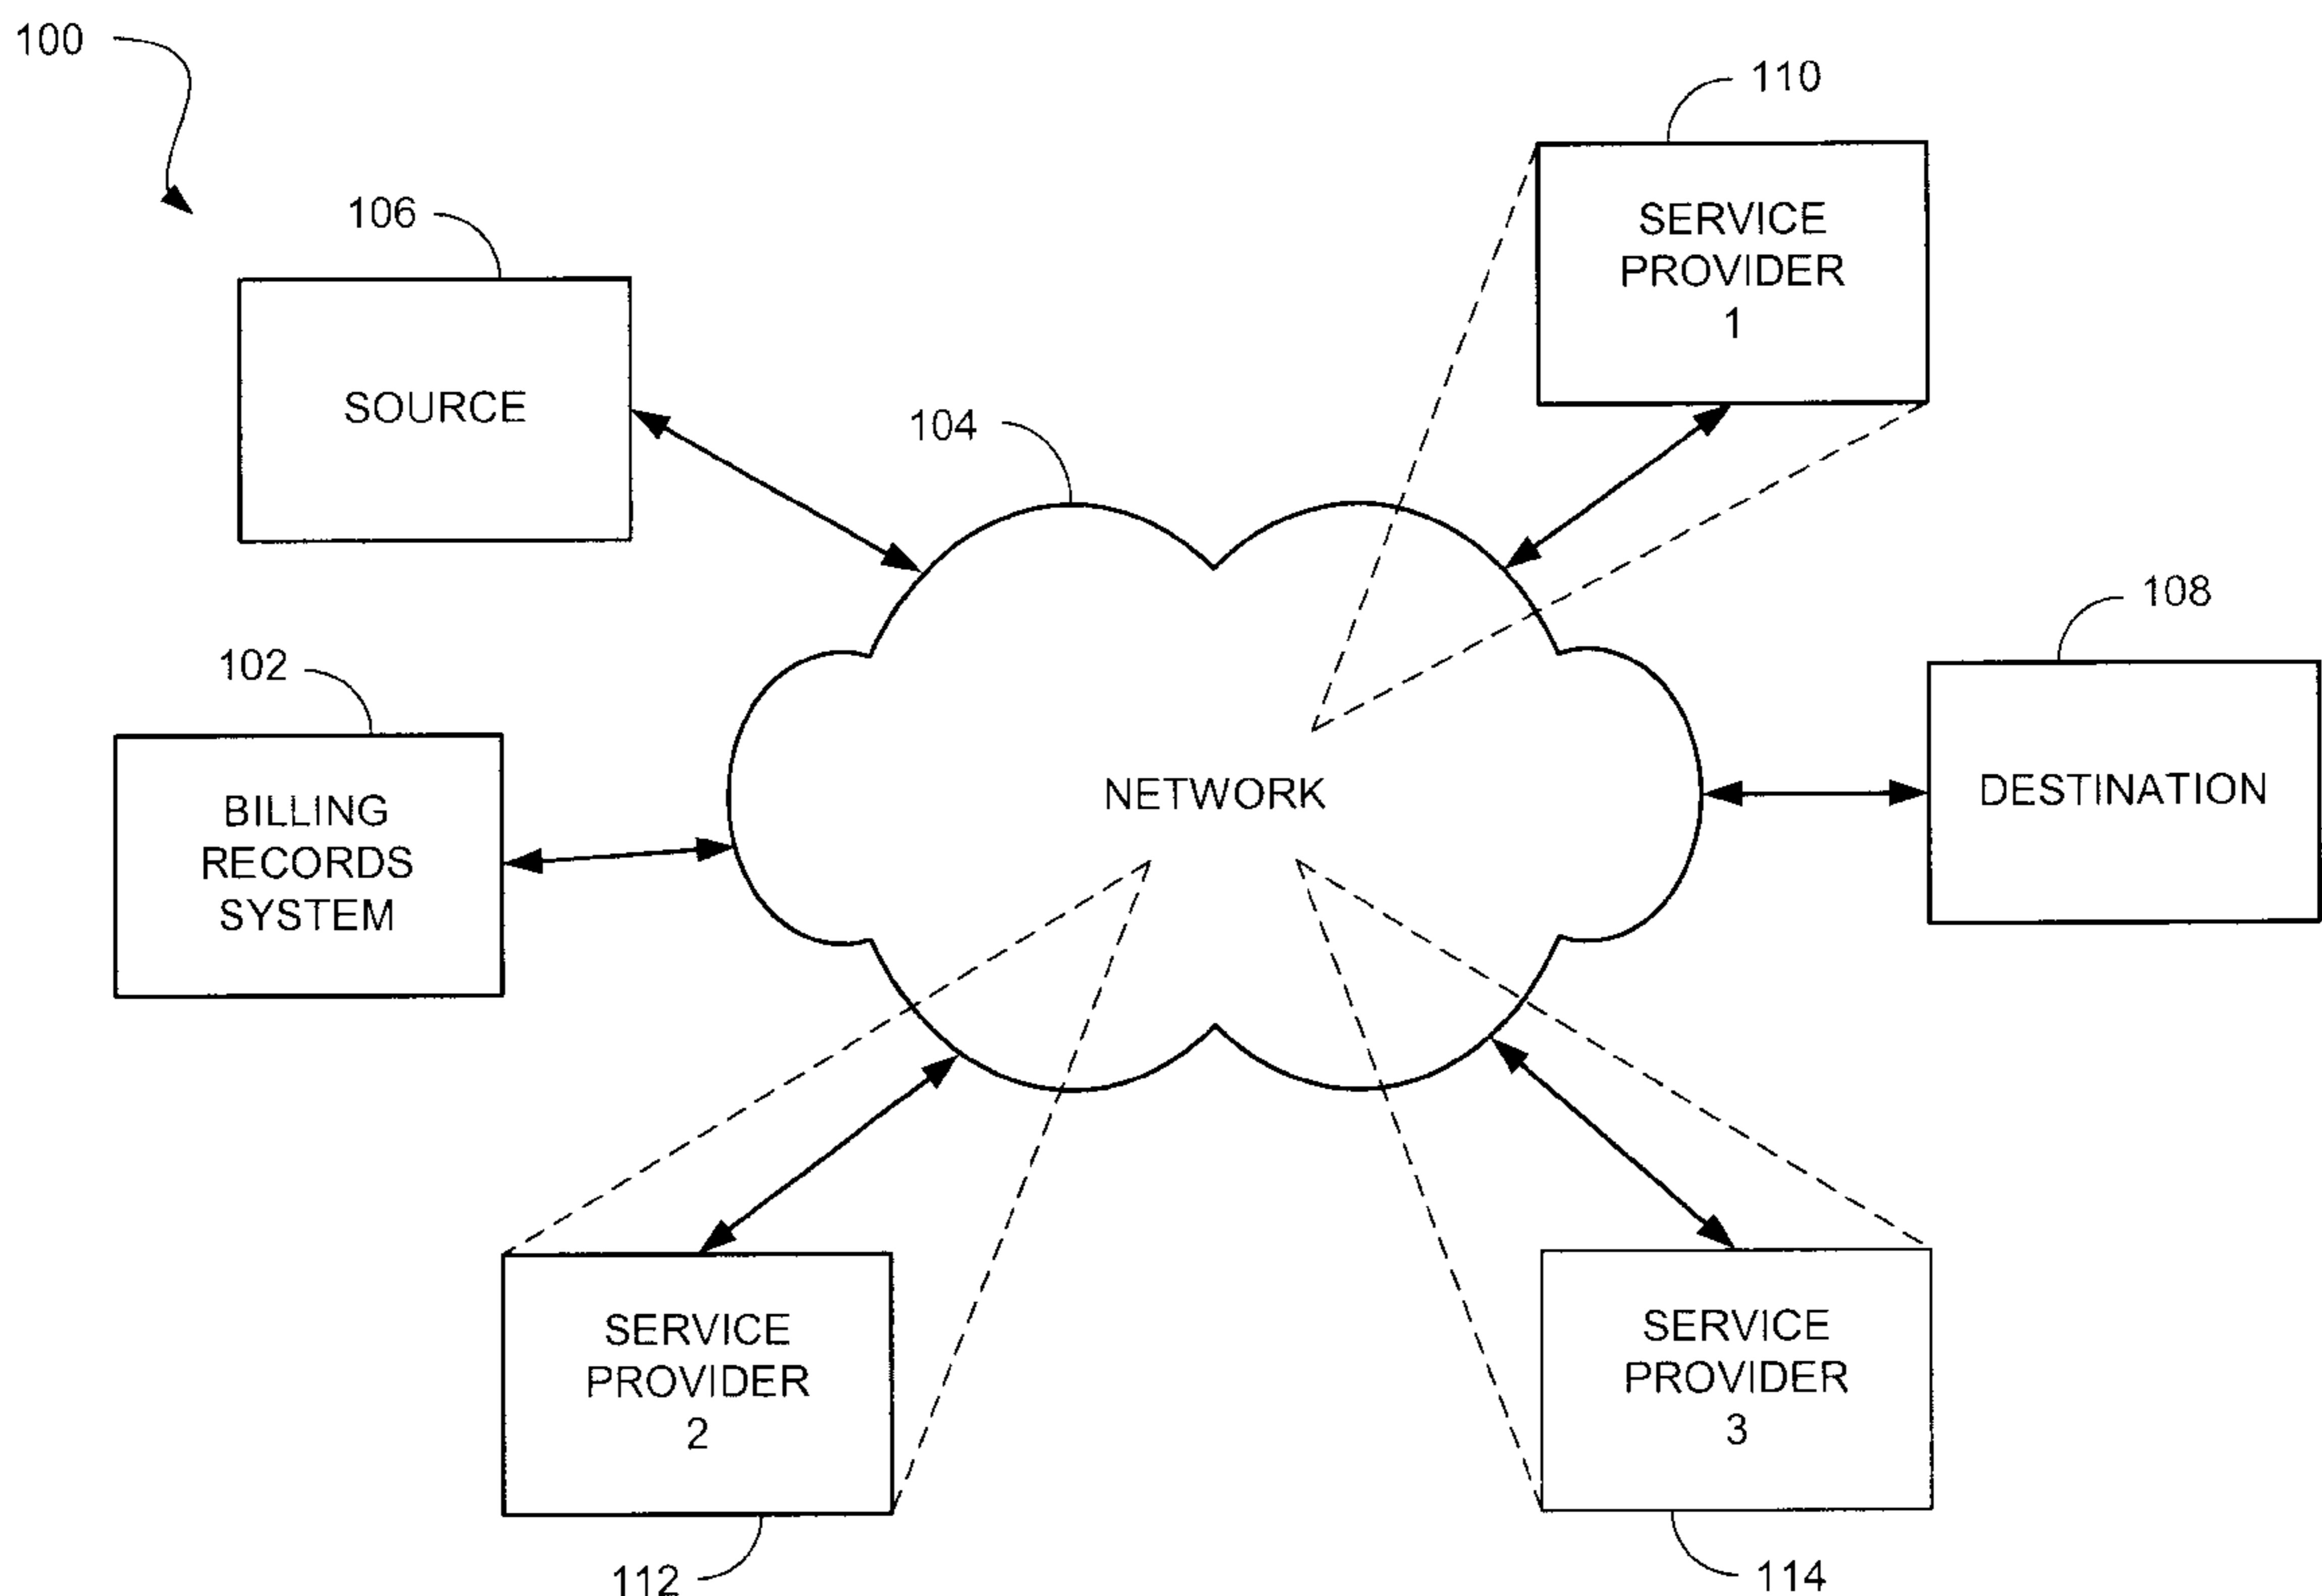 100
110
SERVICE
PROVIDER
1
106
SOURCE
104
108
DESTINATION
102
BILLING
RECORDS
SYSTEM
NETWORK
SERVICE
PROVIDER
2
112
SERVICE
PROVIDER
3
114